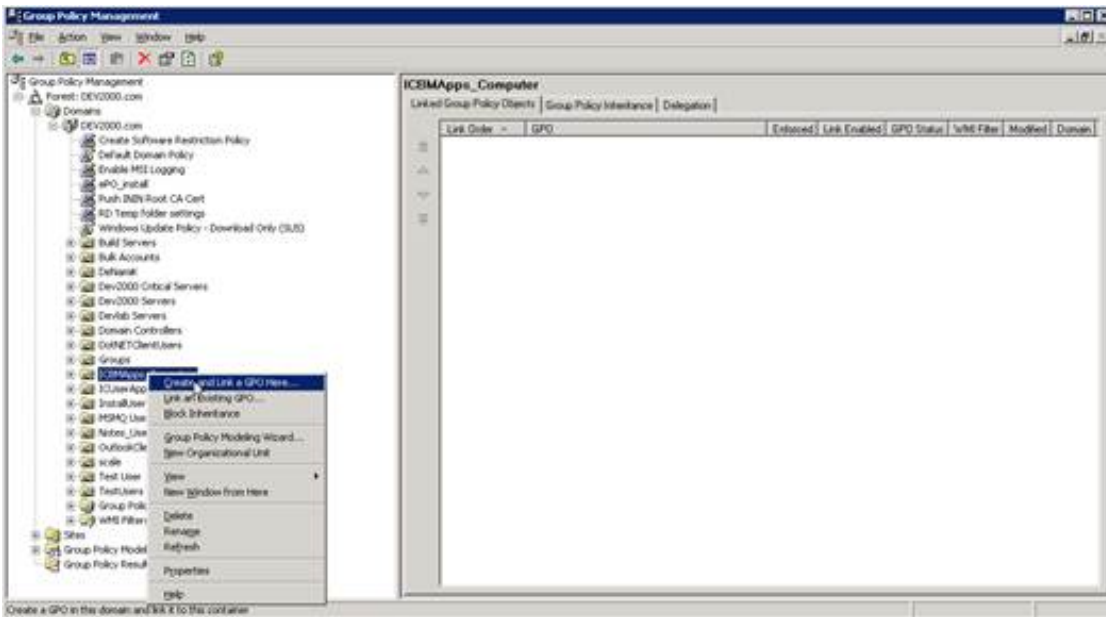 Group Policy Management
File Action View Window Help
Group Policy Management
Forest: DEV2000.com
Domains
DEV2000.com
Create Software Restriction Policy
Default Domain Policy
Enable MSI Logging
ePO_install
Push ININ Root CA Cert
RD Temp folder settings
Windows Update Policy - Download Only (SUS)
Build Servers
Bulk Accounts
Dev2000 Critical Servers
Dev2000 Servers
Devlab Servers
Domain Controllers
DotNETClientUsers
Groups
ICBMApps
ICUserApp
InstallUser
MSMQ Use
Notes_Use
OutlookCle
scale
Test User
TestUsers
Group Polic
WMI Filter
Sites
Group Policy Model
Group Policy Result
Create and Link a GPO Here...
Link an Existing GPO...
Block Inheritance
Group Policy Modeling Wizard...
New Organizational Unit
View
New Window from Here
Delete
Rename
Refresh
Properties
Help
ICBMApps_Computer
Linked Group Policy Objects Group Policy Inheritance Delegation
Link Order GPO Enforced Link Enabled GPO Status WMI Filter Modified Domain
Create a GPO in this domain and link it to this container